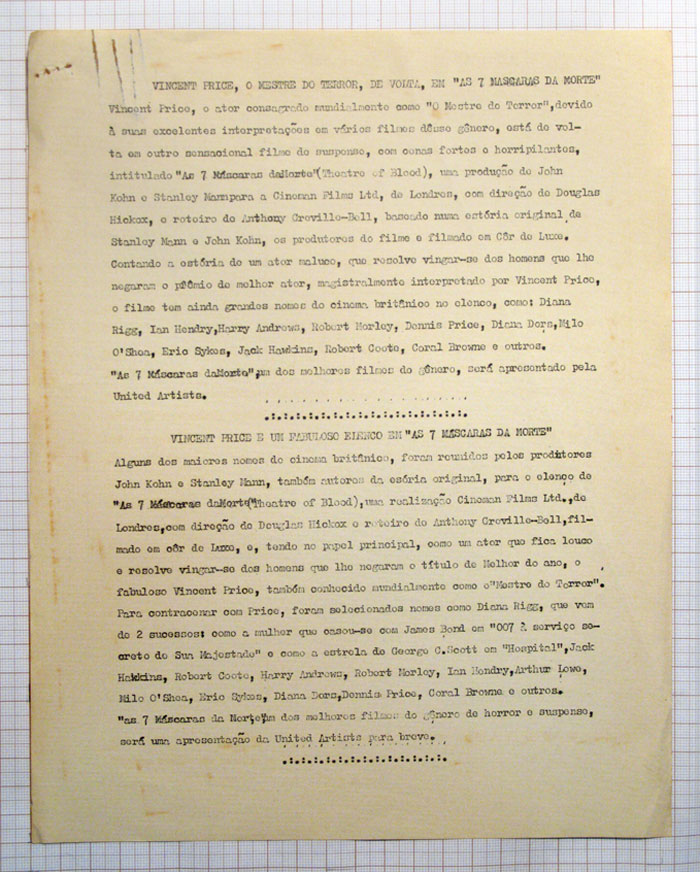 VINCENT PRICE, O MESTRE DO TERROR, DE VOLTA, EM "AS 7 MASCARAS DA MORTE"
Vincent Price, o ator consagrado mundialmente como "O Mestre do Terror",devido
à suas excelentes interpretações em vários filmes dêsse gênero, está de vol-
ta em outro sensacional filme de suspense, com cenas fortes e horripilantes,
intitulado "As 7 Máscaras daMorte"(Theatre of Blood), uma produção de John
Kohn e Stanley Mannpara a Cineman Films Ltd, de Londres, com direção de Douglas
Hickox, e roteiro de Anthony Greville-Bell, baseado numa estória original de
Stanley Mann e John Kohn, os produtores do filme e filmado em Côr de Luxe.
Contando a estória de um ator maluco, que resolve vingar-se dos homens que lhe
negaram o prêmio de melhor ator, magistralmente interpretado por Vincent Price,
o filme tem ainda grandes nomes do cinema britânico no elenco, como: Diana
Rigg, Ian Hendry,Harry Andrews, Robert Morley, Dennis Price, Diana Dors,Milo
O'Shea, Eric Sykes, Jack Hawkins, Robert Coote, Coral Browne e outros.
"As 7 Máscaras daMorte",um dos melhores filmes do gênero, será apresentado pela
United Artists.
VINCENT PRICE E UM FABULOSO ELENCO EM "AS 7 MÁSCARAS DA MORTE"
Alguns dos maiores nomes do cinema britânico, foram reunidos pelos produtores
John Kohn e Stanley Mann, também autores da estória original, para o elenco de
"As 7 Máscaras daMorte"(Theatre of Blood),uma realização Cineman Films Ltd.,de
Londres,com direção de Douglas Hickox e roteiro de Anthony Greville-Bell,fil-
mado em côr de Luxe, e, tendo no papel principal, como um ator que fica louco
e resolve vingar-se dos homens que lhe negaram o título de Melhor do ano, o
fabuloso Vincent Price, também conhecido mundialmente como o"Mestre do Terror".
Para contracenar com Price, foram selecionados nomes como Diana Rigg, que vem
de 2 sucessos: como a mulher que casou-se com James Bond em "007 à serviço se-
creto de Sua Majestade" e como a estrela de George C.Scott em "Hospital",Jack
Hawkins, Robert Coote, Harry Andrews, Robert Morley, Ian Hendry,Arthur Lowe,
Milo O'Shea, Eric Sykes, Diana Dors,Dennis Price, Coral Browne e outros.
"as 7 Máscaras da Morte",um dos melhores filmes do gênero de horror e suspense,
será uma apresentação da United Artists para breve.